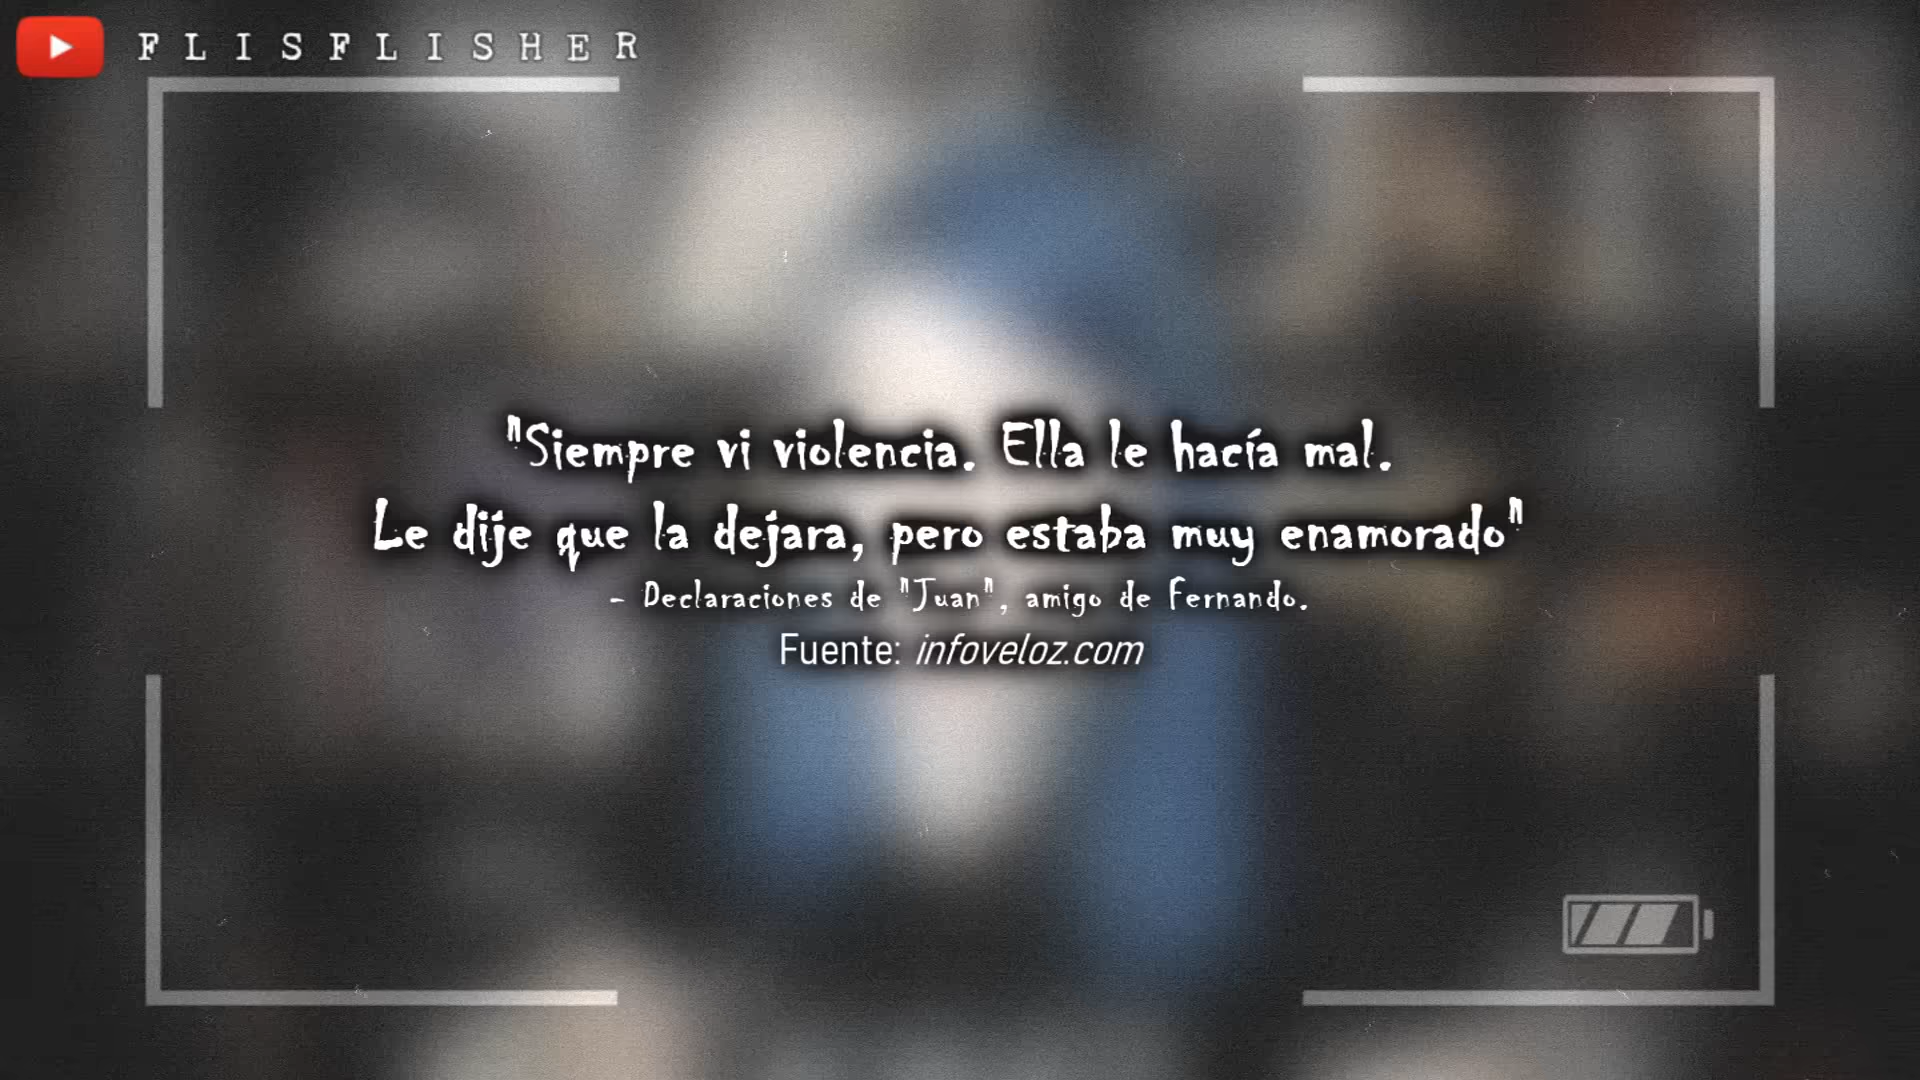 FLISFLISHER
"Siempre vi violencia. Ella le hacía mal.
Le dije que la dejara, pero estaba muy enamorado"
- Declaraciones de "Juan", amigo de Fernando.
Fuente: infoveloz.com